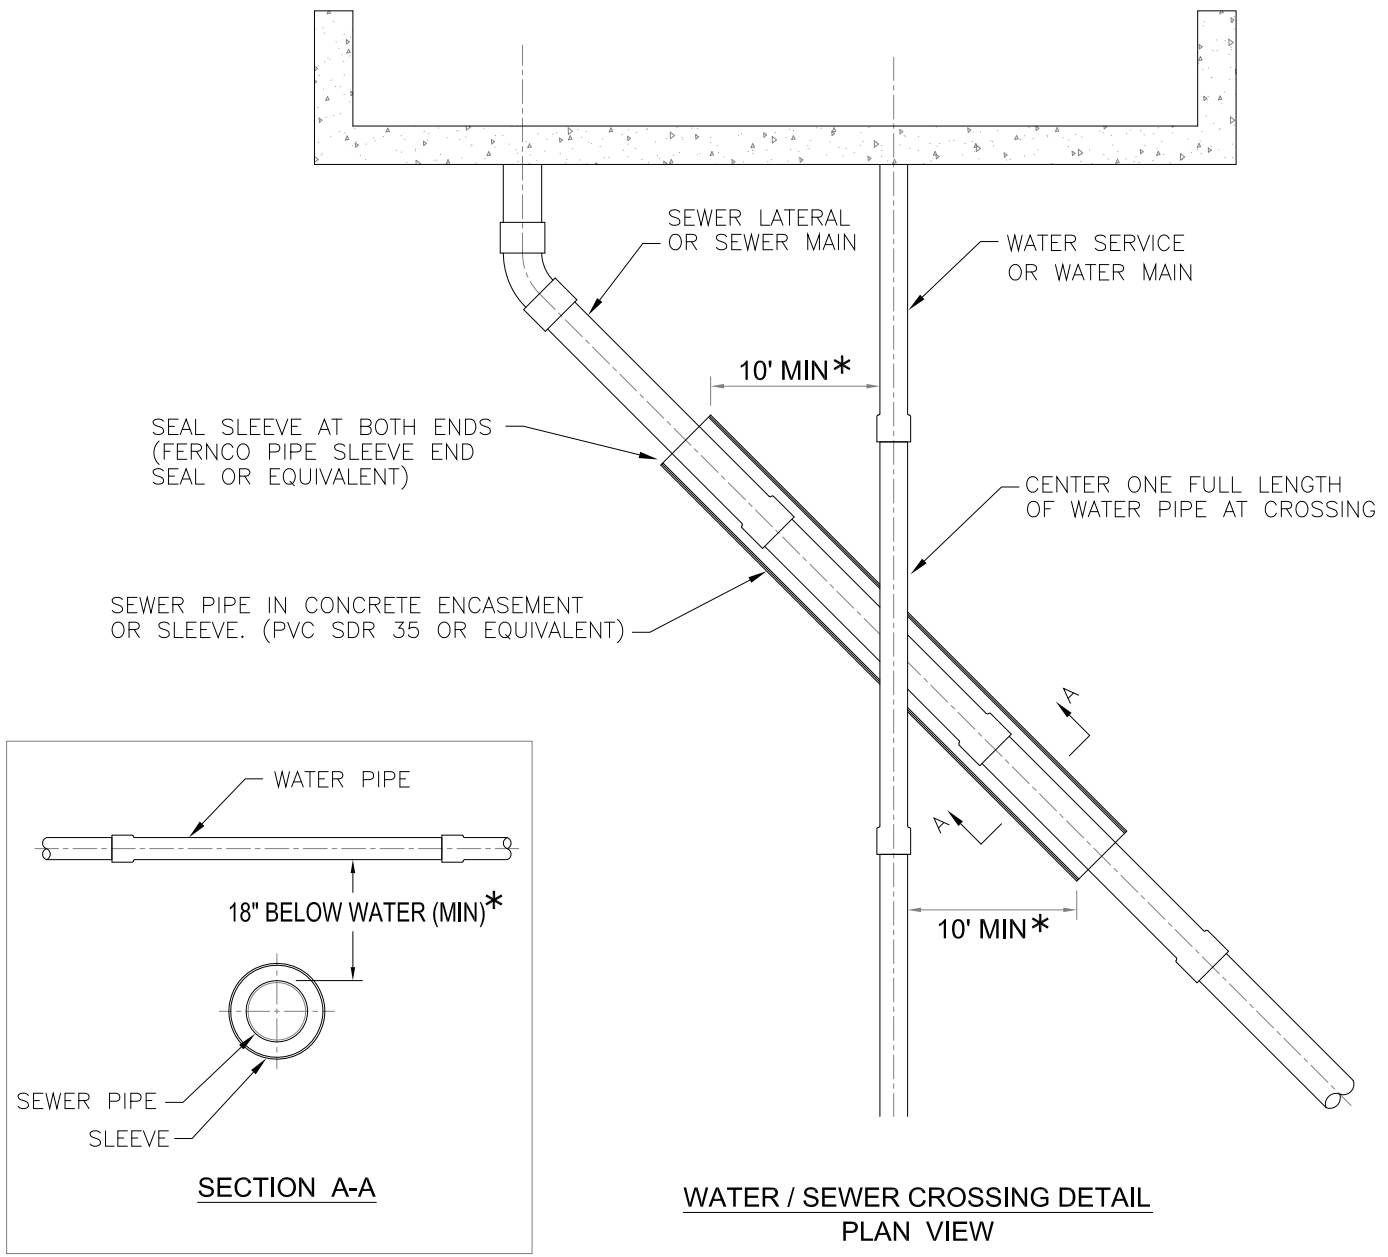 SEWER LATERAL
OR SEWER MAIN
WATER SERVICE
OR WATER MAIN
10' MIN*
SEAL SLEEVE AT BOTH ENDS
(FERNCO PIPE SLEEVE END
SEAL OR EQUIVALENT)
CENTER ONE FULL LENGTH
OF WATER PIPE AT CROSSING
SEWER PIPE IN CONCRETE ENCASEMENT
OR SLEEVE. (PVC SDR 35 OR EQUIVALENT)
A
A
10' MIN*
WATER PIPE
18" BELOW WATER (MIN)*
SEWER PIPE
SLEEVE
SECTION A-A
WATER / SEWER CROSSING DETAIL
PLAN VIEW